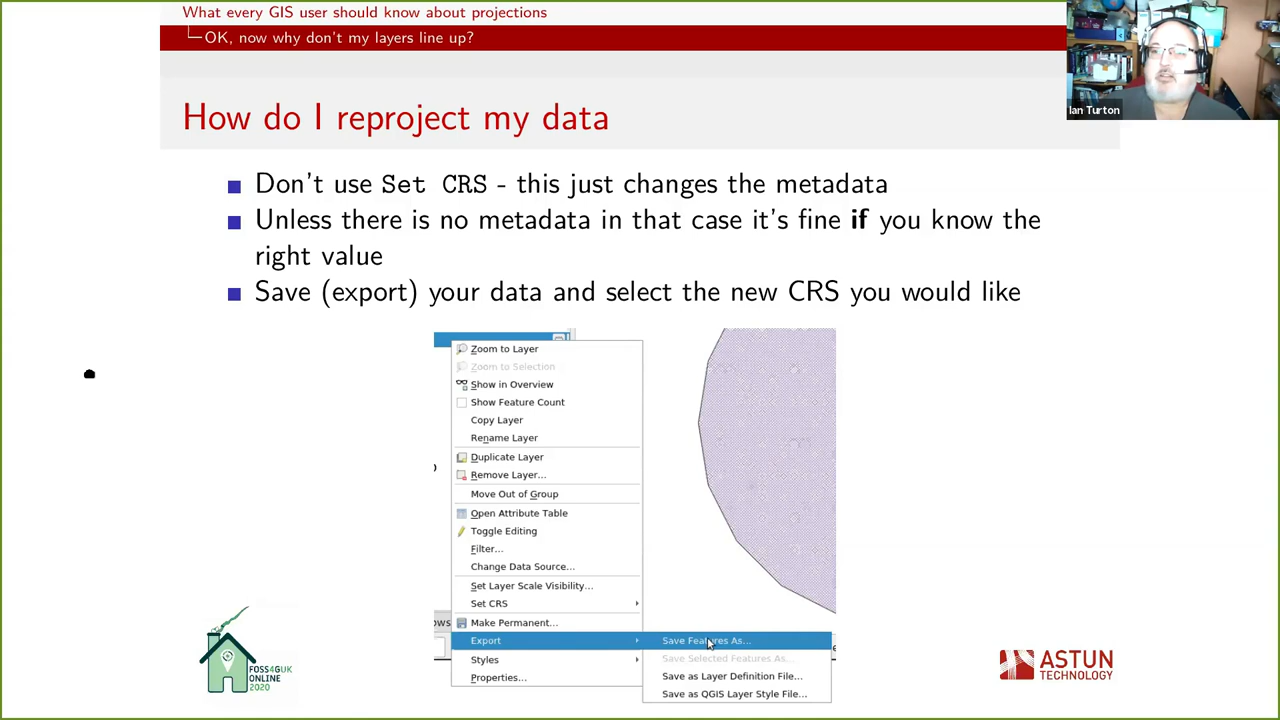 What every GIS user should know about projections
OK, now why don't my layers line up?
Ian Turton
How do I reproject my data
Don't use Set CRS - this just changes the metadata
Unless there is no metadata in that case it's fine if you know the
right value
Save (export) your data and select the new CRS you would like
Zoom to Layer
Zoom to Selection
Show in Overview
Show Feature Count
Copy Layer
Rename Layer
Duplicate Layer
Remove Layer...
Move Out of Group
Open Attribute Table
Toggle Editing
Filter...
Change Data Source...
Set Layer Scale Visibility...
Set CRS
Make Permanent...
Export
Styles
Properties...
Save Features As...
Save Selected Features As...
Save as Layer Definition File...
Save as QGIS Layer Style File...
FOSS4GUK
ONLINE
2020
ASTUN
TECHNOLOGY